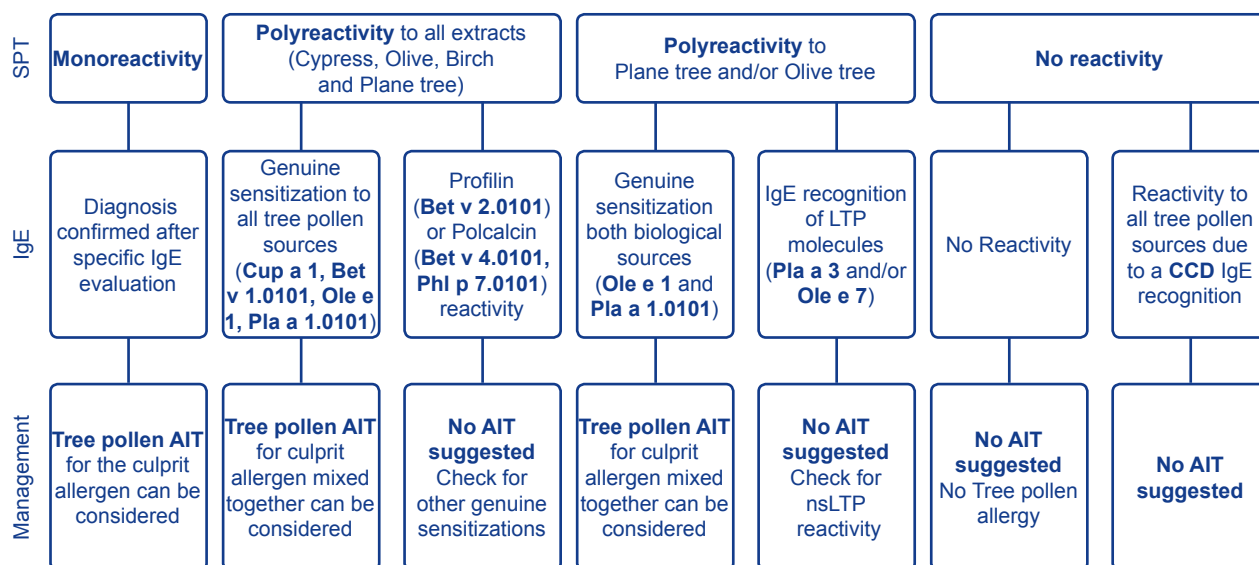 SPT
Monoreactivity
Polyreactivity to all extracts
(Cypress, Olive, Birch
and Plane tree)
Polyreactivity to
Plane tree and/or Olive tree
No reactivity
IgE
Diagnosis
confirmed after
specific IgE
evaluation
Genuine
sensitization to
all tree pollen
sources
(Cup a 1, Bet
v 1.0101, Ole e
1, Pla a 1.0101)
Profilin
(Bet v 2.0101)
or Polcalcin
(Bet v 4.0101,
Phl p 7.0101)
reactivity
Genuine
sensitization
both biological
sources
(Ole e 1 and
Pla a 1.0101)
IgE recognition
of LTP
molecules
(Pla a 3 and/or
Ole e 7)
No Reactivity
Reactivity to
all tree pollen
sources due
to a CCD IgE
recognition
Management
Tree pollen AIT
for the culprit
allergen can be
considered
Tree pollen AIT
for culprit
allergen mixed
together can be
considered
No AIT
suggested
Check for
other genuine
sensitizations
Tree pollen AIT
for culprit
allergen mixed
together can be
considered
No AIT
suggested
Check for
nsLTP
reactivity
No AIT
suggested
No Tree pollen
allergy
No AIT
suggested